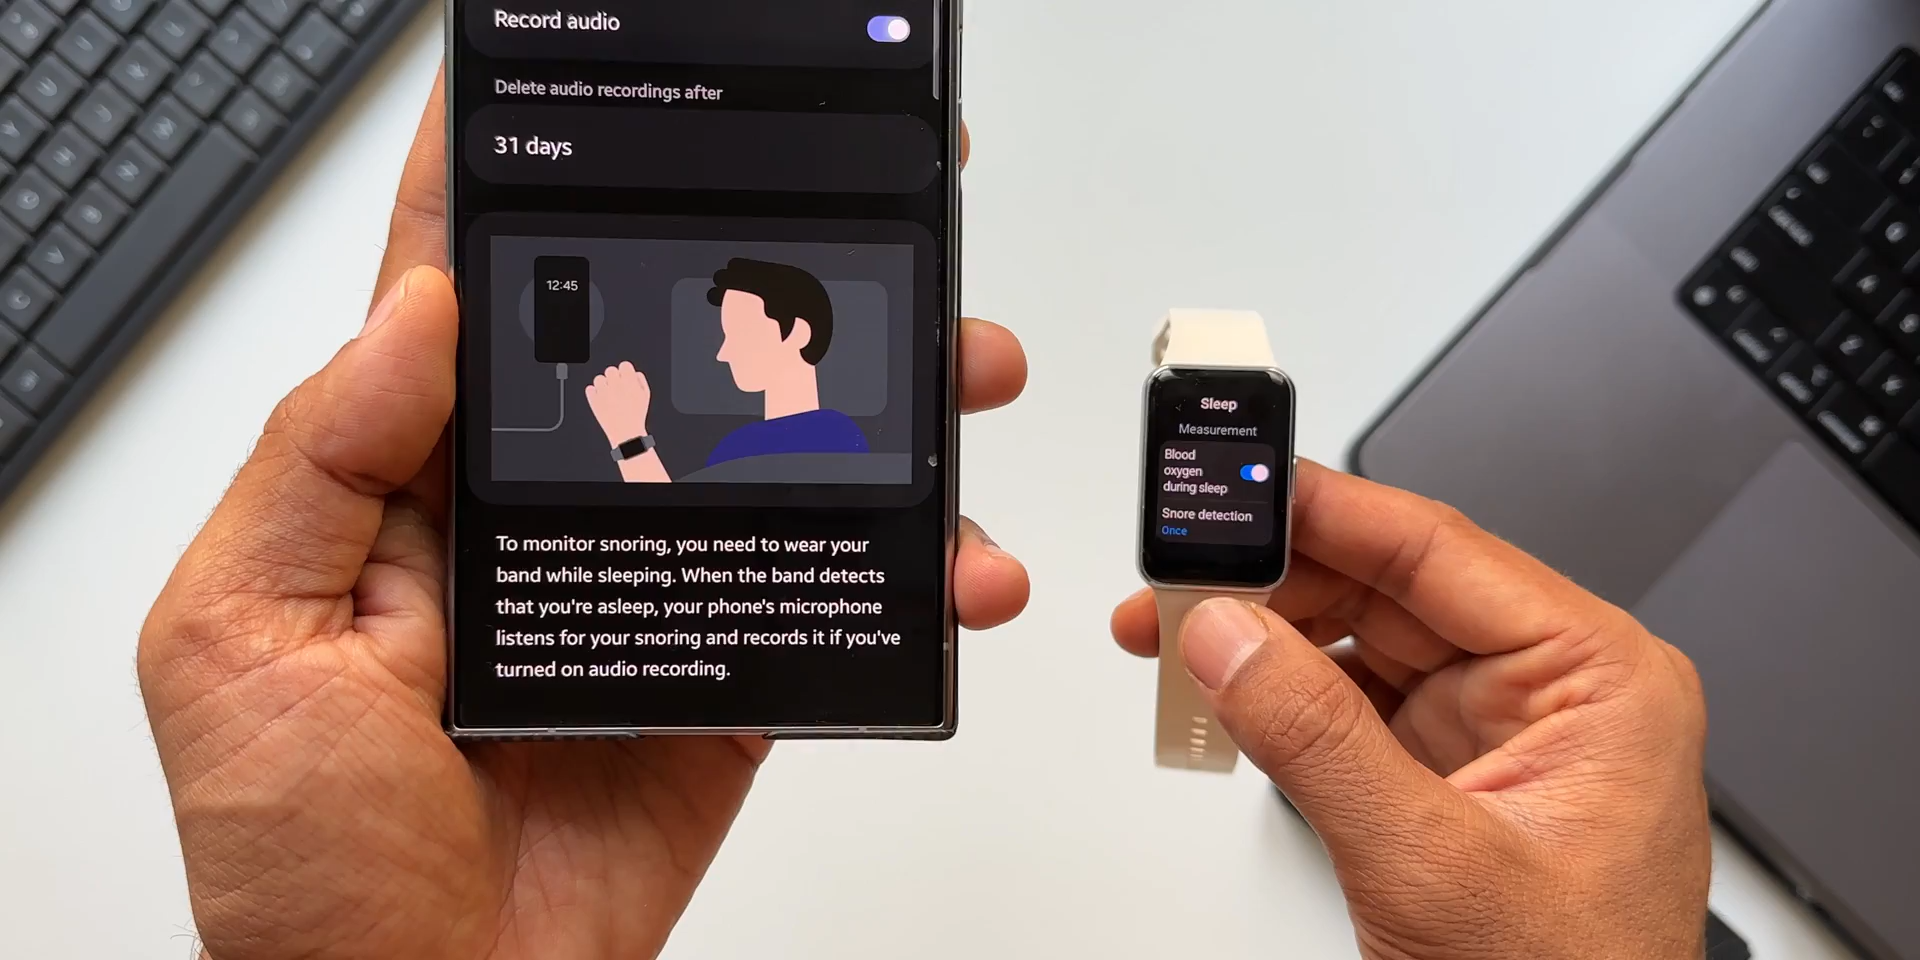 Record audio
Delete audio recordings after
31 days
12:45
To monitor snoring, you need to wear your
band while sleeping. When the band detects
that you're asleep, your phone's microphone
listens for your snoring and records it if you've
turned on audio recording.
Sleep
Measurement
Blood
oxygen
during sleep
Snore detection
Once